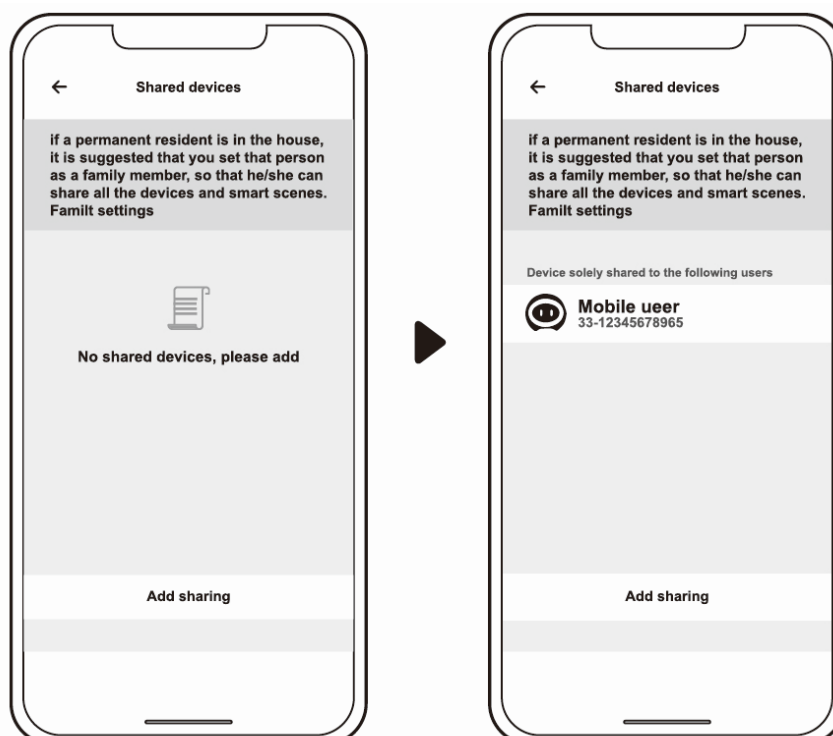 Shared devices
if a permanent resident is in the house,
it is suggested that you set that person
as a family member, so that he/she can
share all the devices and smart scenes.
Familt settings
No shared devices, please add
Add sharing
Shared devices
if a permanent resident is in the house,
it is suggested that you set that person
as a family member, so that he/she can
share all the devices and smart scenes.
Familt settings
Device solely shared to the following users
Mobile ueer
33-12345678965
Add sharing